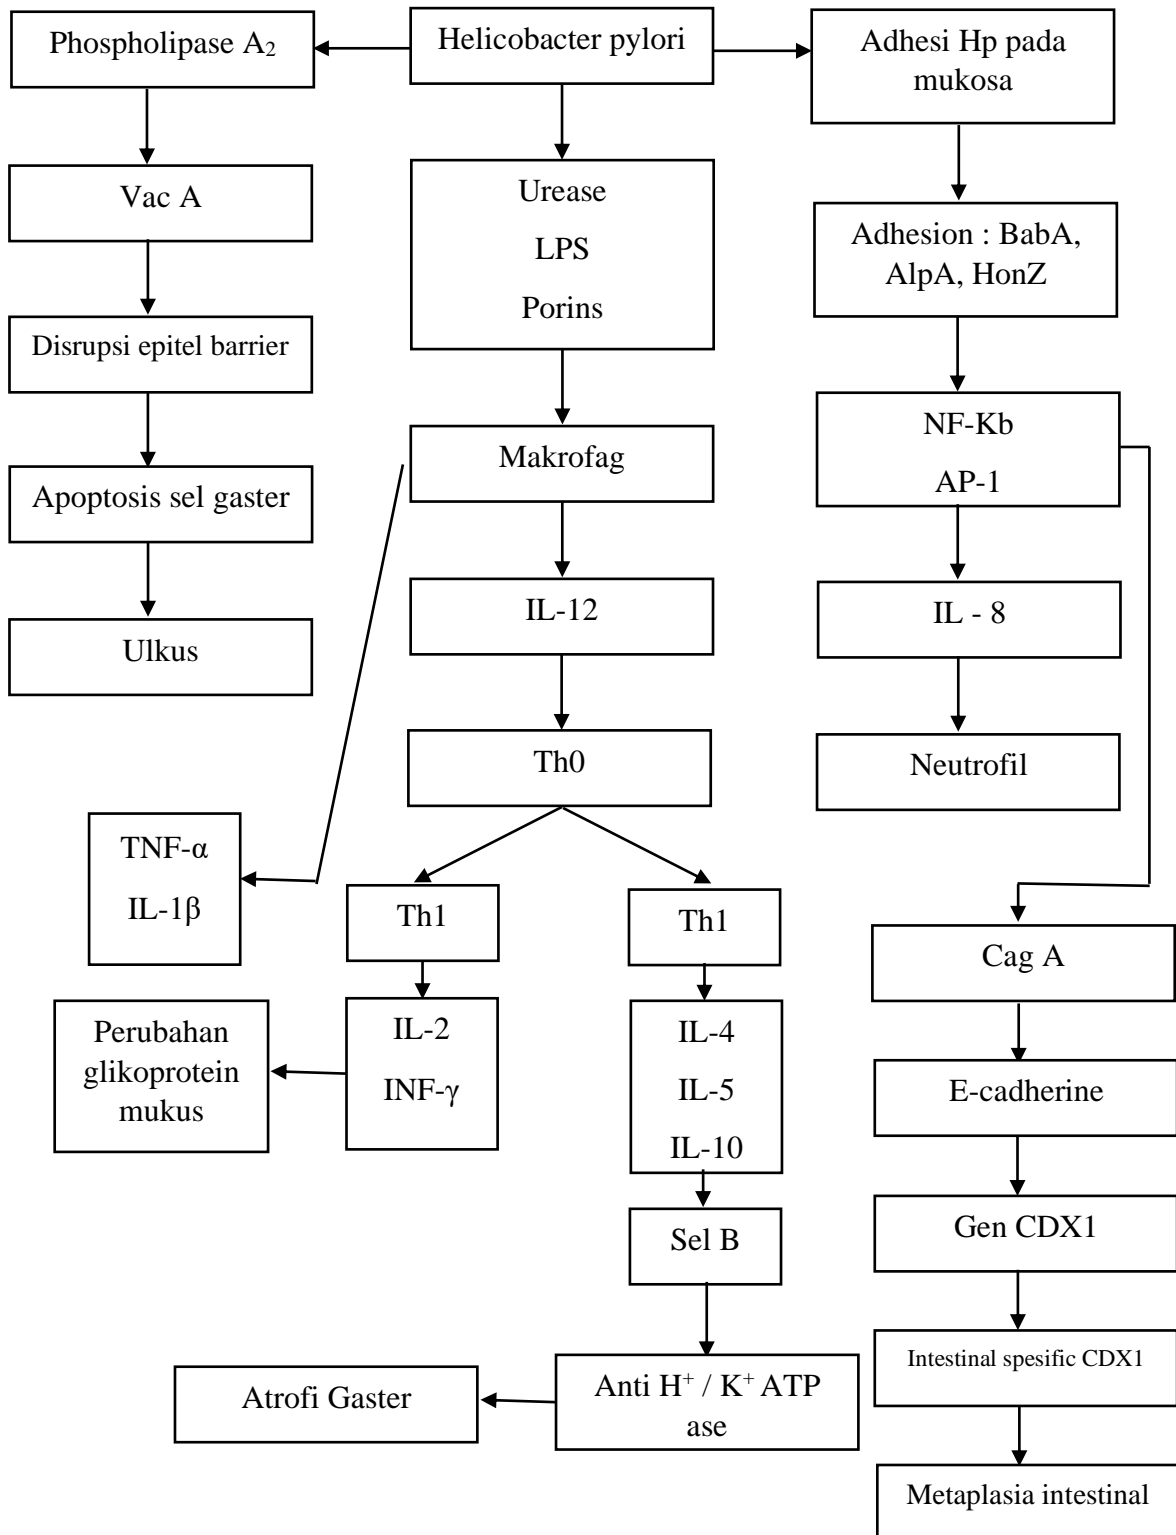 Phospholipase A₂
Helicobacter pylori
Adhesi Hp pada
mukosa
Vac A
Urease
LPS
Porins
Adhesion : BabA,
AlpA, HonZ
Disrupsi epitel barrier
Makrofag
NF-Kb
AP-1
Apoptosis sel gaster
IL-12
IL - 8
Ulkus
Th0
Neutrofil
TNF-α
IL-1β
Th1
Th1
Cag A
Perubahan
glikoprotein
mukus
IL-2
INF-γ
IL-4
IL-5
IL-10
E-cadherine
Sel B
Gen CDX1
Atrofi Gaster
Anti H⁺ / K⁺ ATP
ase
Intestinal spesific CDX1
Metaplasia intestinal